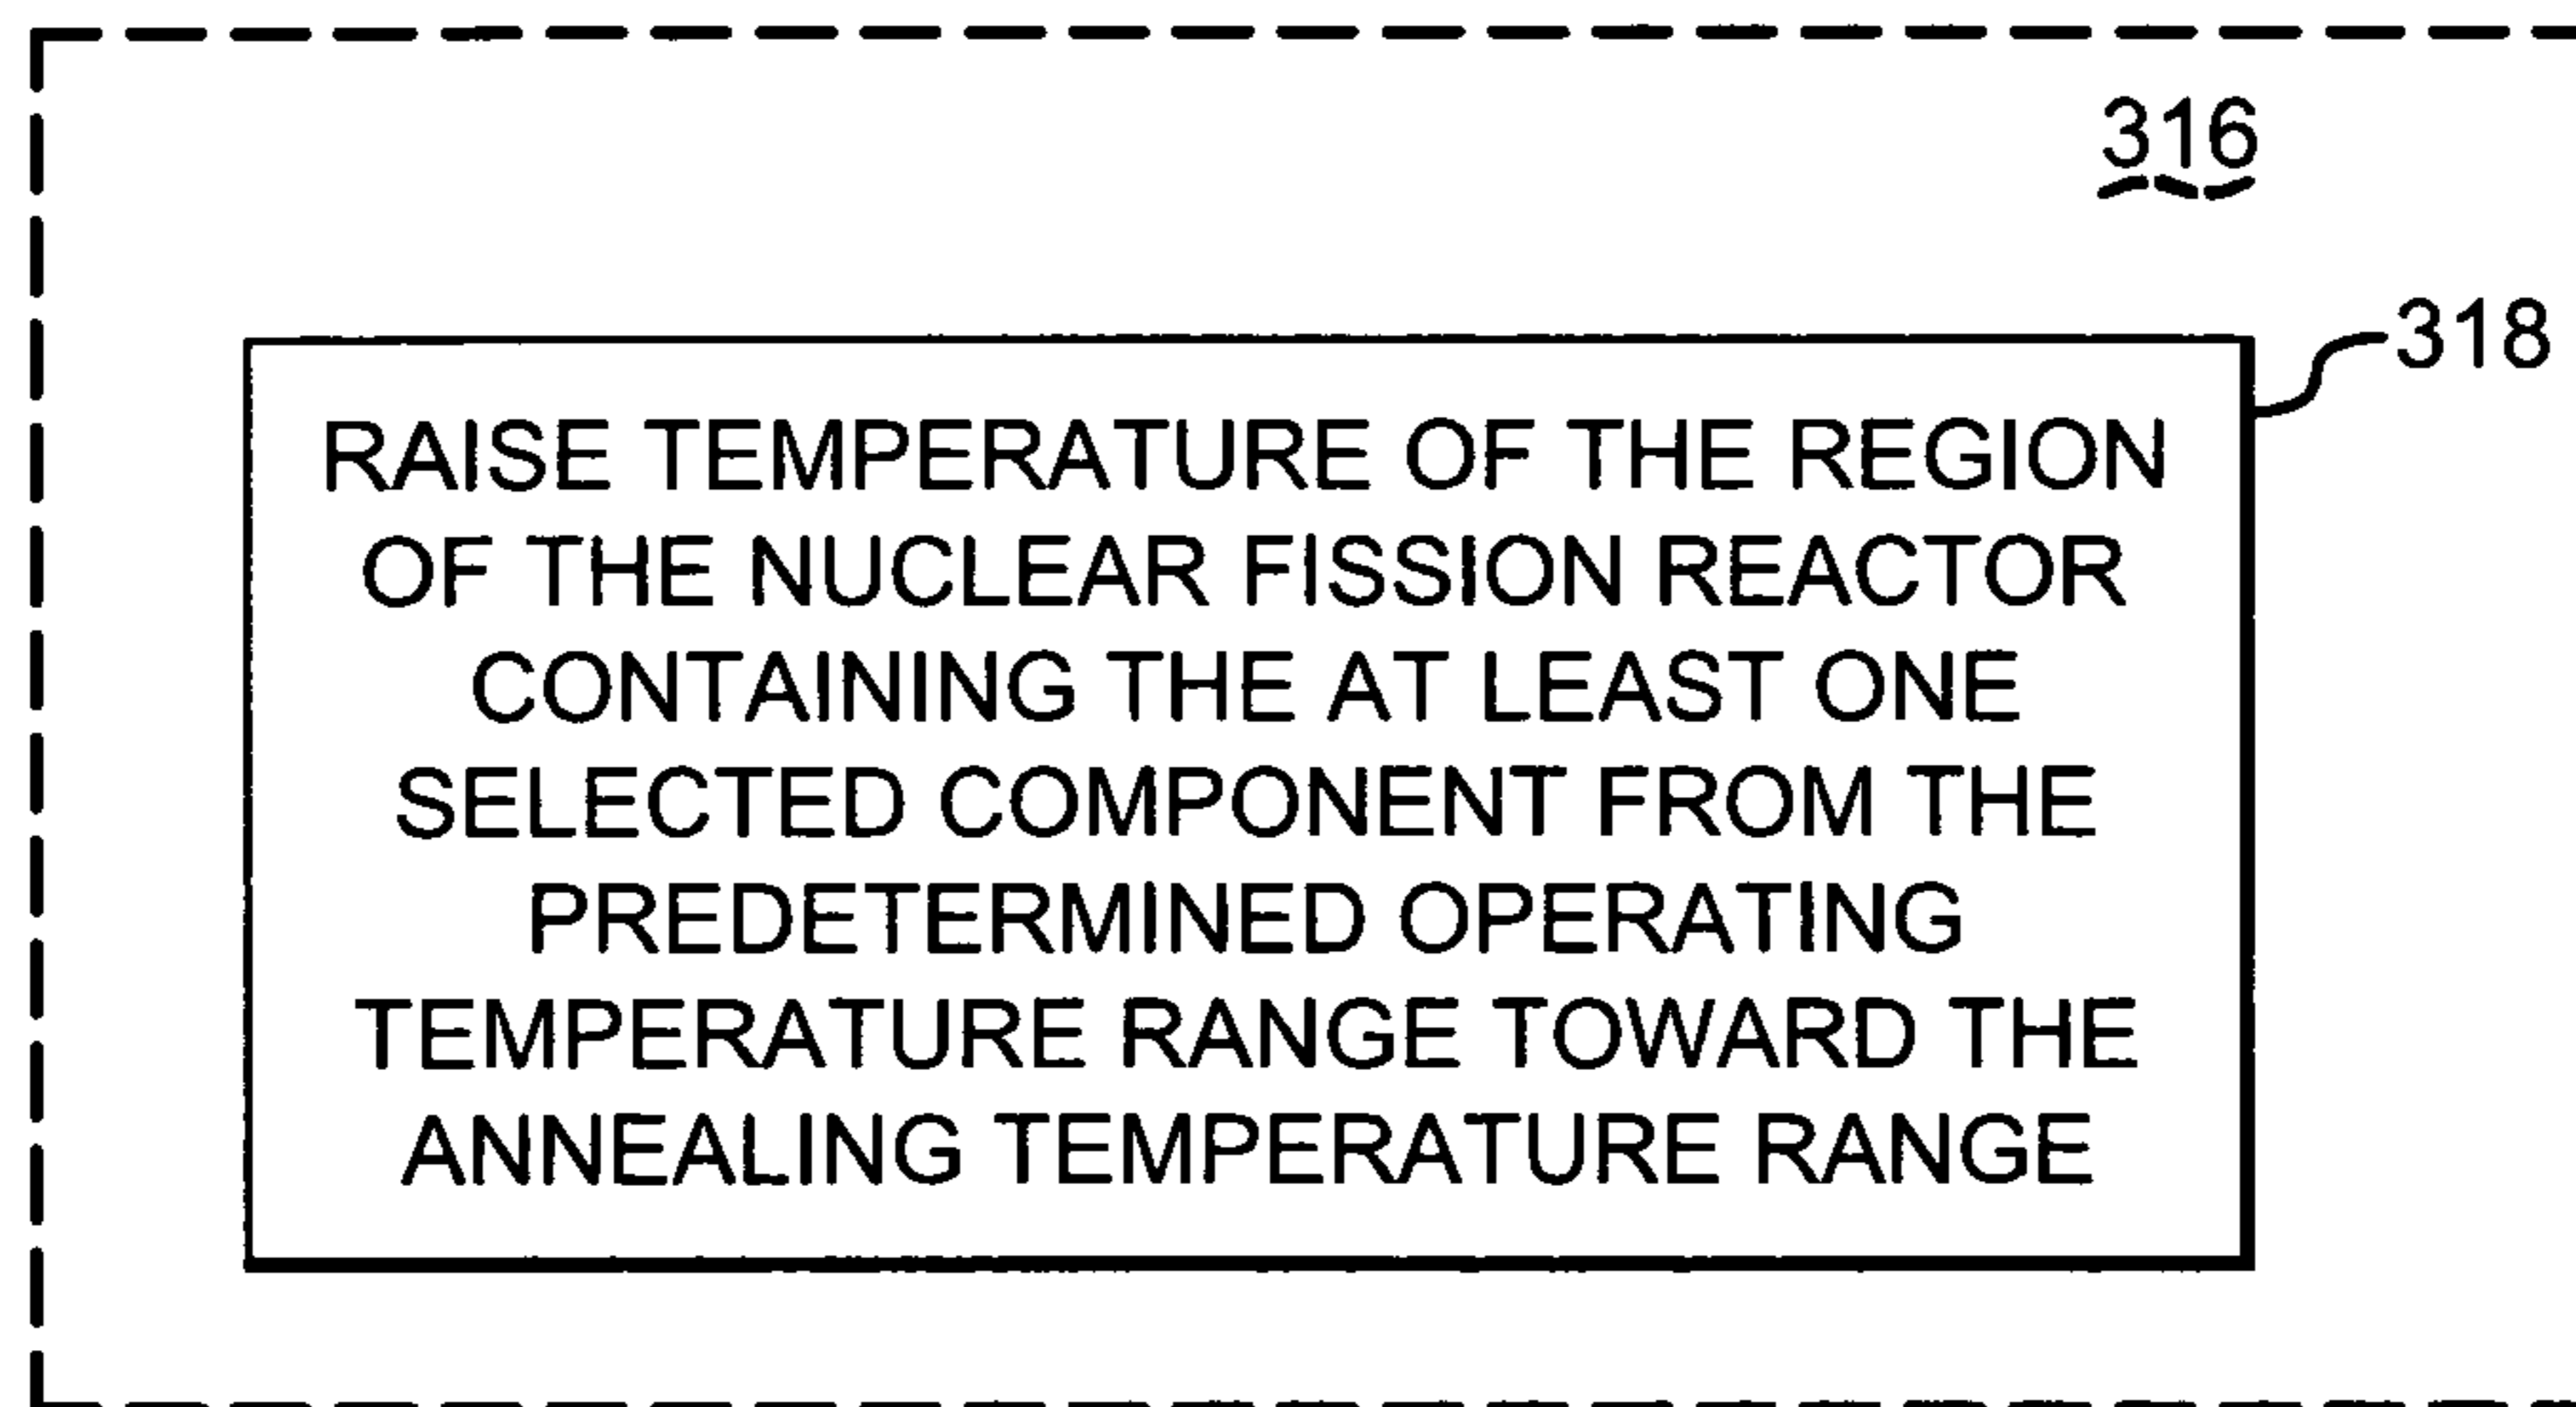 316
318
RAISE TEMPERATURE OF THE REGION
OF THE NUCLEAR FISSION REACTOR
CONTAINING THE AT LEAST ONE
SELECTED COMPONENT FROM THE
PREDETERMINED OPERATING
TEMPERATURE RANGE TOWARD THE
ANNEALING TEMPERATURE RANGE